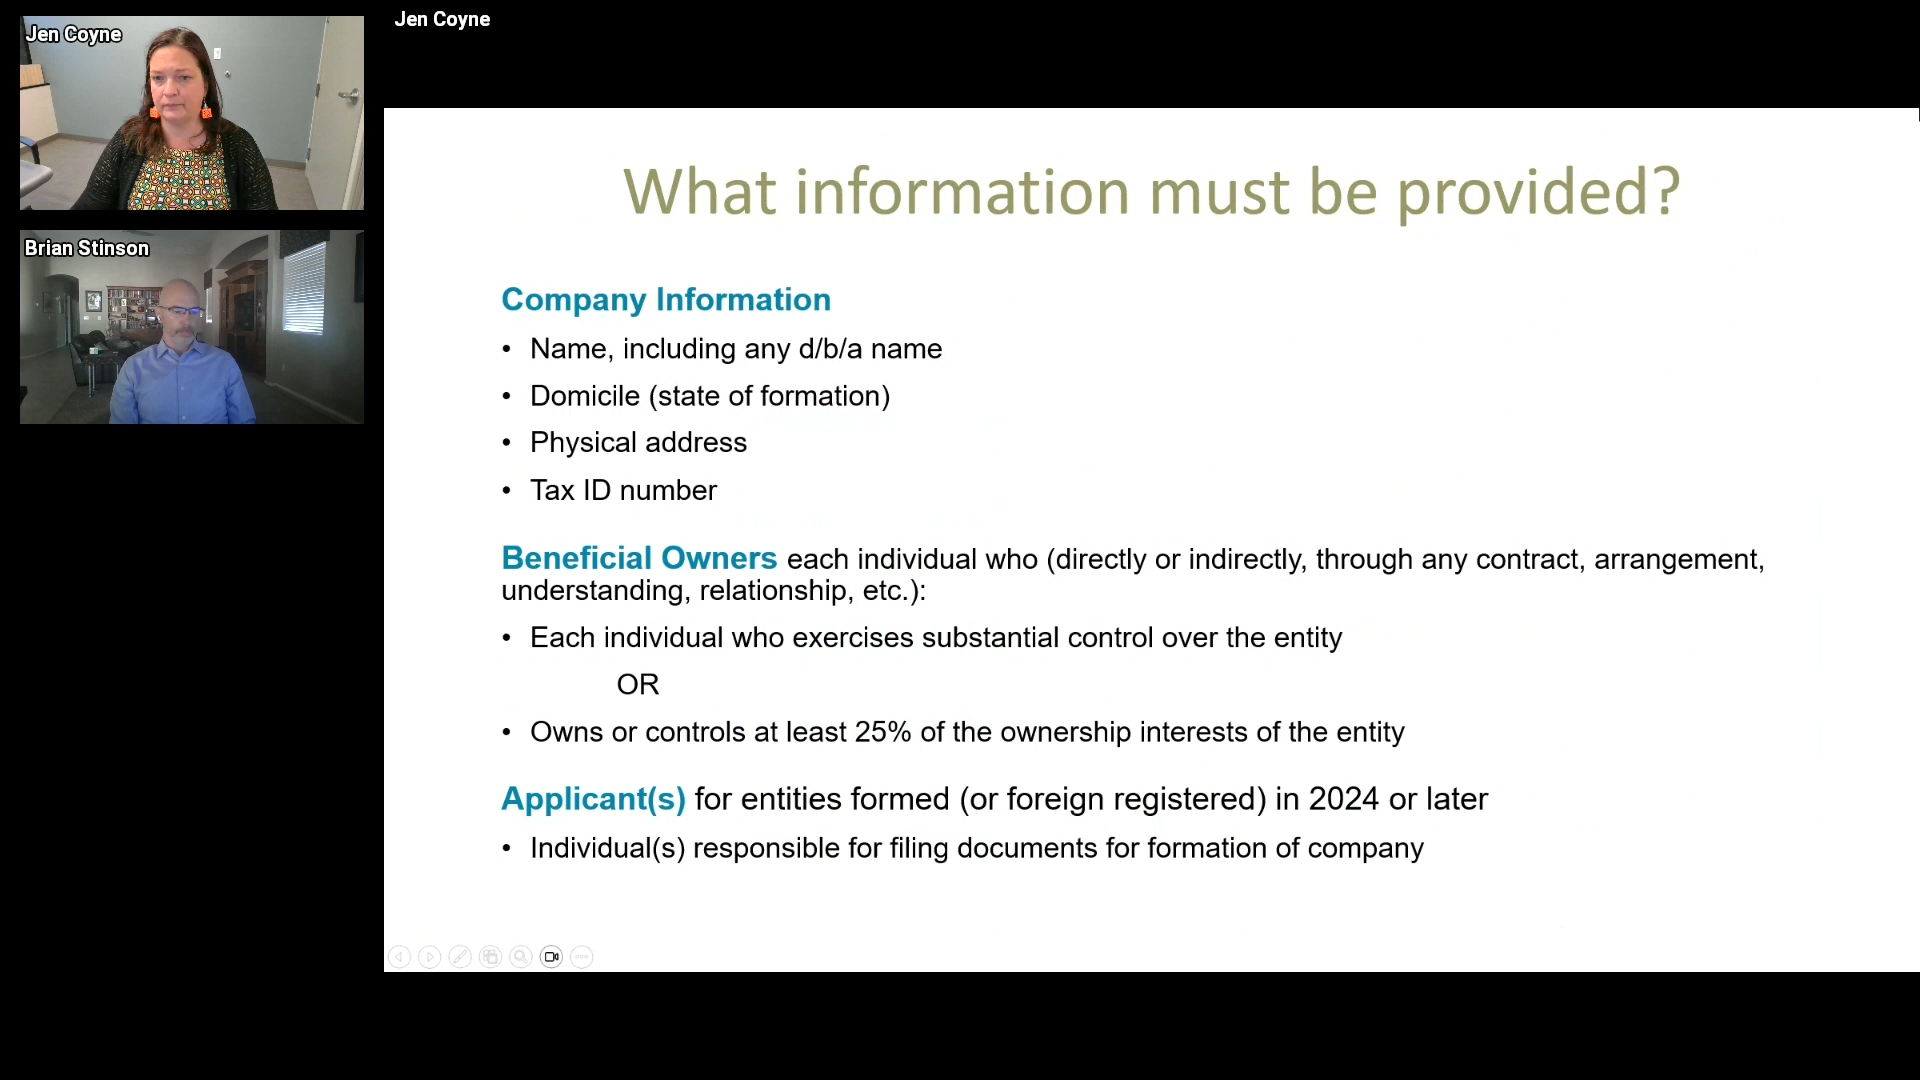 Jen Coyne
Jen Coyne
Brian Stinson
What information must be provided?
Company Information
• Name, including any d/b/a name
• Domicile (state of formation)
• Physical address
• Tax ID number
Beneficial Owners each individual who (directly or indirectly, through any contract, arrangement,
understanding, relationship, etc.):
• Each individual who exercises substantial control over the entity
OR
• Owns or controls at least 25% of the ownership interests of the entity
Applicant(s) for entities formed (or foreign registered) in 2024 or later
• Individual(s) responsible for filing documents for formation of company